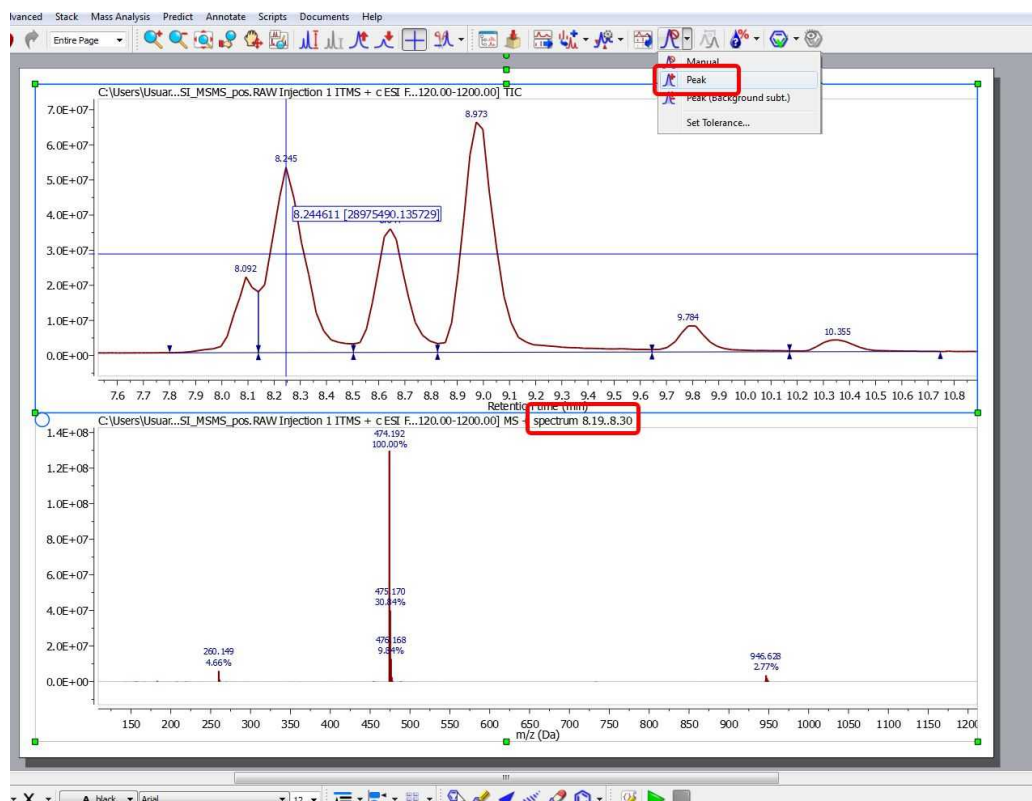 lvanced Stack Mass Analysis Predict Annotate Scripts Documents Help
Entire Page
Manual
Peak
Peak (Background subt.)
Set Tolerance...
C:\Users\Usuar...SI_MSMS_pos.RAW Injection 1 ITMS + c ESI F...120.00-1200.00] TIC
7.0E+07
6.0E+07
5.0E+07
4.0E+07
3.0E+07
2.0E+07
1.0E+07
0.0E+00
8.092
8.245
8.244611 [28975490.135729]
8.973
9.784
10.355
7.6 7.7 7.8 7.9 8.0 8.1 8.2 8.3 8.4 8.5 8.6 8.7 8.8 8.9 9.0 9.1 9.2 9.3 9.4 9.5 9.6 9.7 9.8 9.9 10.0 10.1 10.2 10.3 10.4 10.5 10.6 10.7 10.8
Retention time (min)
C:\Users\Usuar...SI_MSMS_pos.RAW Injection 1 ITMS + c ESI F...120.00-1200.00] MS + spectrum 8.19..8.30
1.4E+08
1.2E+08
1.0E+08
8.0E+07
6.0E+07
4.0E+07
2.0E+07
0.0E+00
474.192
100.00%
475.170
30.84%
476.168
9.84%
260.149
4.66%
946.628
2.77%
150 200 250 300 350 400 450 500 550 600 650 700 750 800 850 900 950 1000 1050 1100 1150 1200
m/z (Da)
A black Arial 12